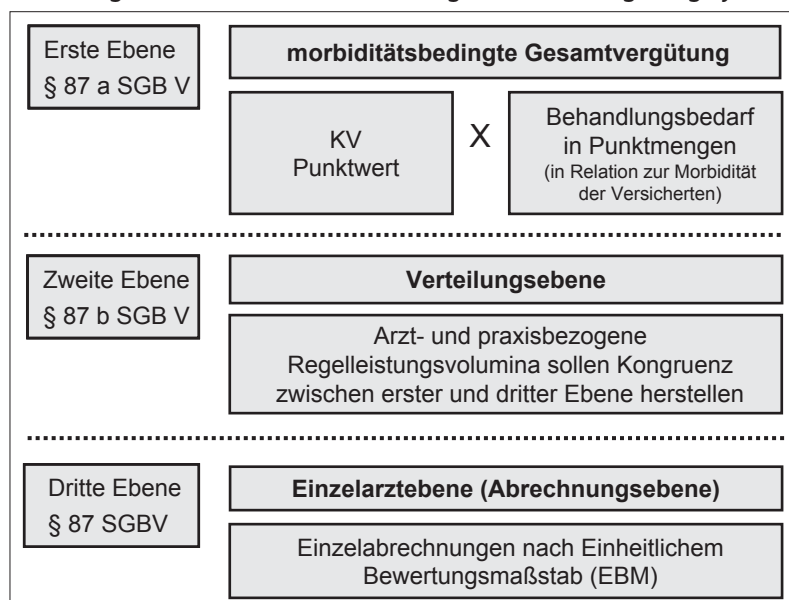 Erste Ebene
§ 87 a SGB V
morbiditätsbedingte Gesamtvergütung
KV
Punktwert
X
Behandlungsbedarf
in Punktmengen
(in Relation zur Morbidität
der Versicherten)
Zweite Ebene
§ 87 b SGB V
Verteilungsebene
Arzt- und praxisbezogene
Regelleistungsvolumina sollen Kongruenz
zwischen erster und dritter Ebene herstellen
Dritte Ebene
§ 87 SGBV
Einzelarztebene (Abrechnungsebene)
Einzelabrechnungen nach Einheitlichem
Bewertungsmaßstab (EBM)